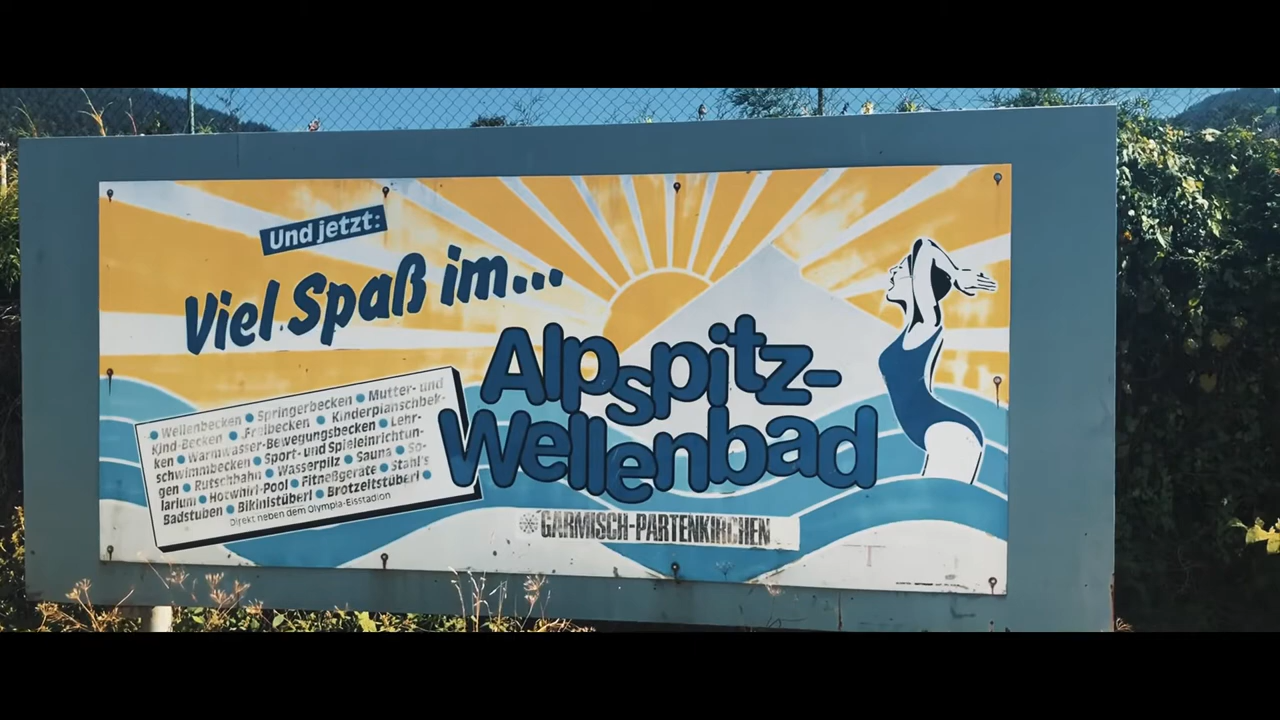 Und jetzt:
Viel Spaß im...
Alpspitz-
Wellenbad
• Wellenbecken • Springerbecken • Mutter- und
Kind-Becken • Freibecken • Kinderplanschbek-
ken • Warmwasser-Bewegungsbecken • Lehr-
schwimmbecken • Sport- und Spieleinrichtun-
gen • Rutschbahn • Wasserpilz • Sauna • So-
larium • Hotwhirl-Pool • Fitneßgeräte • Stahl's
Badstuben • Bikinistüberl • Brotzeitstüberl •
Direkt neben dem Olympia-Eisstadion
GARMISCH-PARTENKIRCHEN